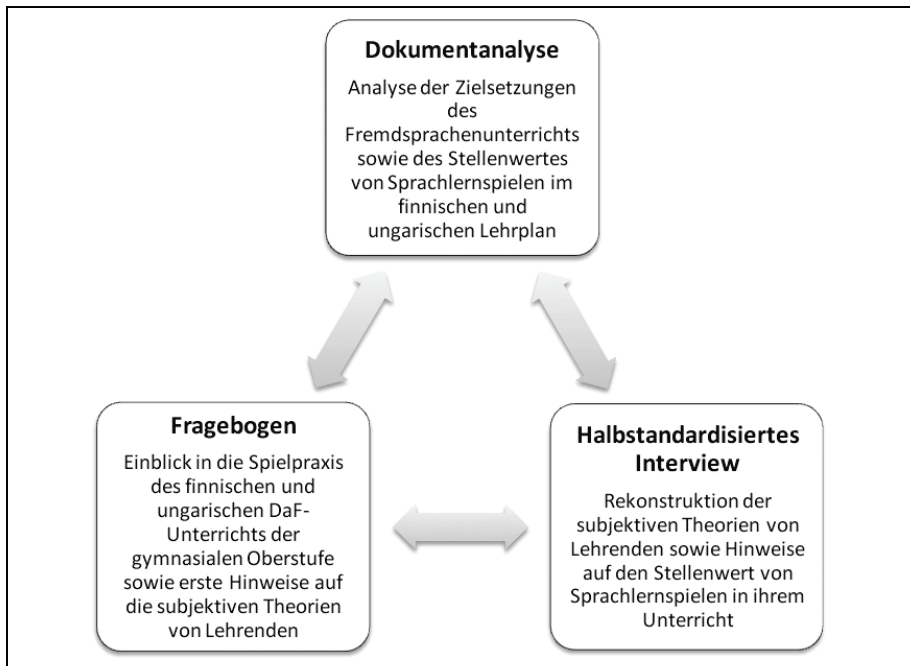 Dokumentanalyse
Analyse der Zielsetzungen
des
Fremdsprachenunterrichts
sowie des Stellenwertes
von Sprachlernspielen im
finnischen und
ungarischen Lehrplan
Fragebogen
Einblick in die Spielpraxis
des finnischen und
ungarischen DaF-
Unterrichts der
gymnasialen Oberstufe
sowie erste Hinweise auf
die subjektiven Theorien
von Lehrenden
Halbstandardisiertes
Interview
Rekonstruktion der
subjektiven Theorien von
Lehrenden sowie Hinweise
auf den Stellenwert von
Sprachlernspielen in ihrem
Unterricht